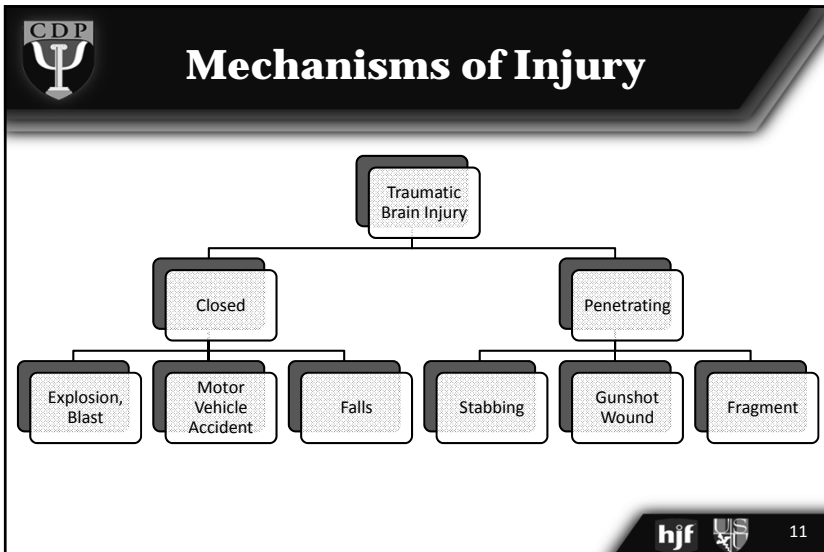 CDP
Mechanisms of Injury
Traumatic
Brain Injury
Closed
Penetrating
Explosion,
Blast
Motor
Vehicle
Accident
Falls
Stabbing
Gunshot
Wound
Fragment
hjf
US
11